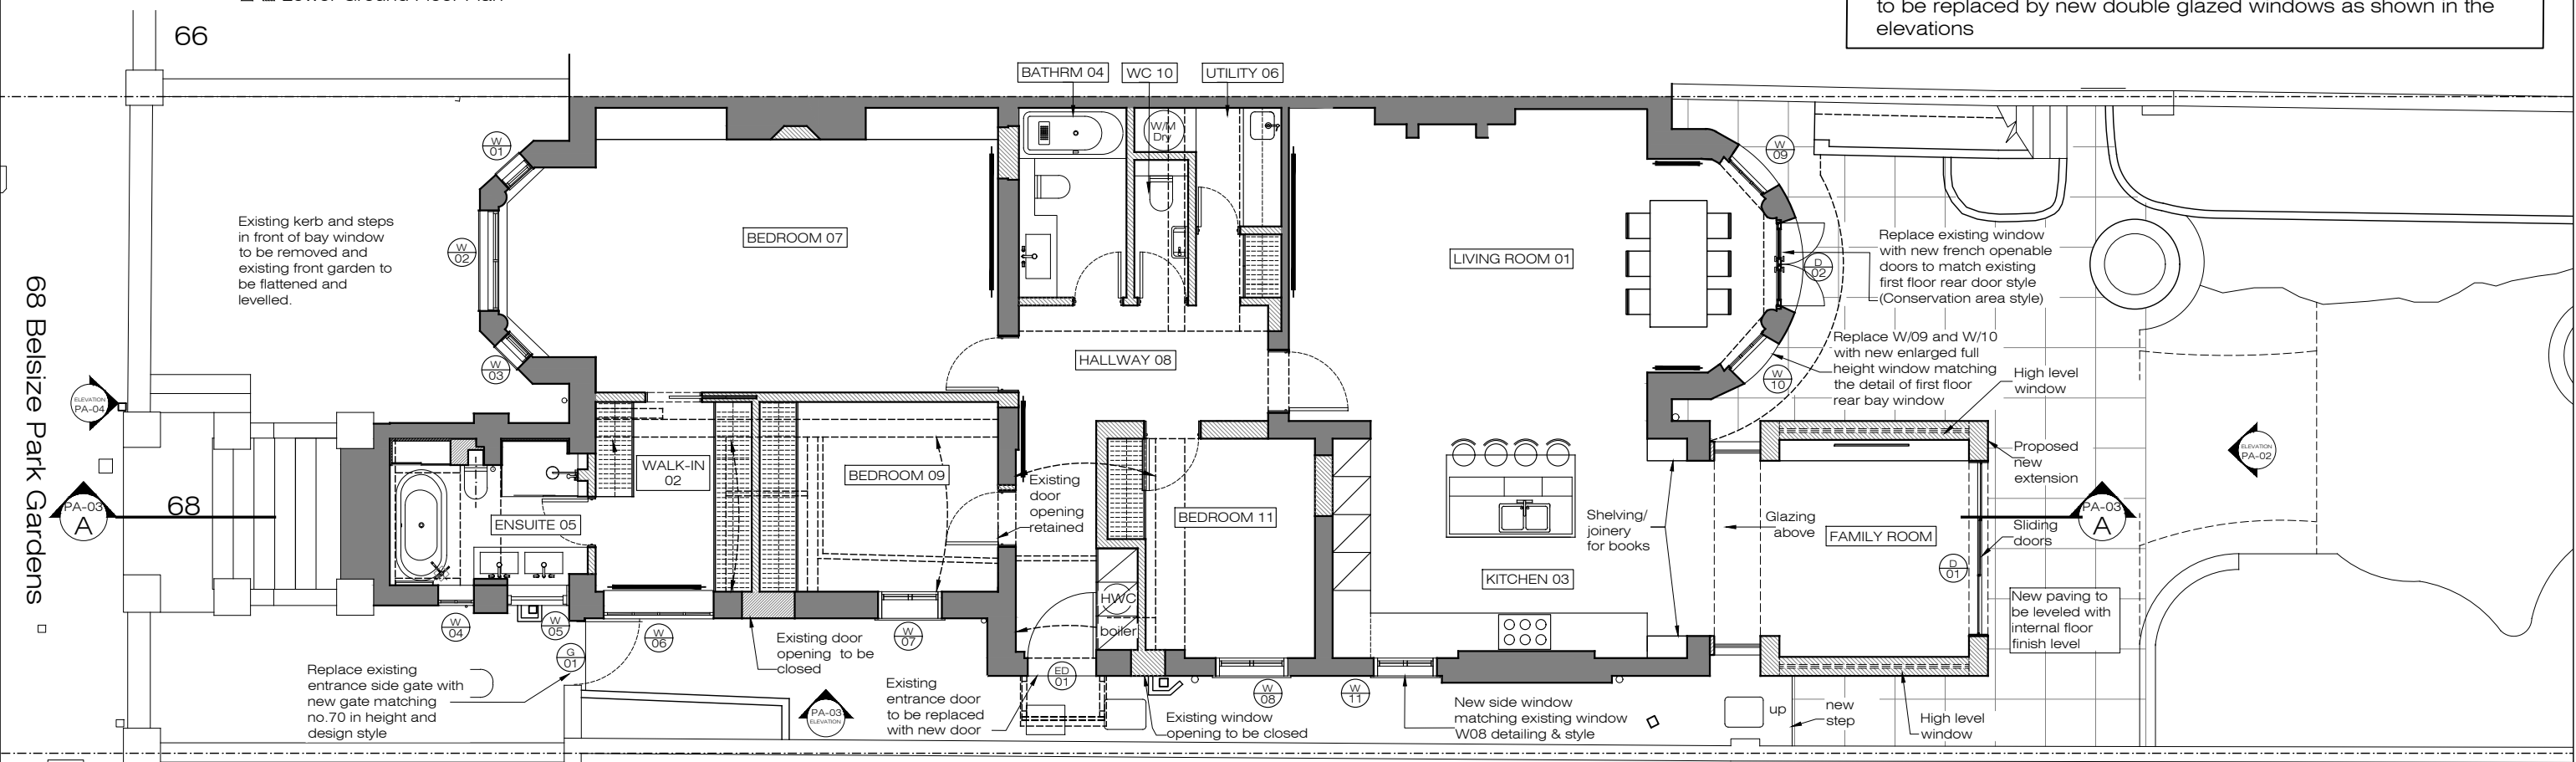 Lower Ground Floor Plan
to be replaced by new double glazed windows as shown in the
elevations
66
BATHRM 04
WC 10
UTILITY 06
W/M
Dry
W
01
W
02
W
03
Existing kerb and steps
in front of bay window
to be removed and
existing front garden to
be flattened and
levelled.
BEDROOM 07
LIVING ROOM 01
W
09
D
02
W
10
Replace existing window
with new french openable
doors to match existing
first floor rear door style
(Conservation area style)
Replace W/09 and W/10
with new enlarged full
height window matching
the detail of first floor
rear bay window
High level
window
HALLWAY 08
68 Belsize Park Gardens
ELEVATION
PA-04
PA-03
A
68
ENSUITE 05
WALK-IN
02
BEDROOM 09
Existing
door
opening
retained
BEDROOM 11
HWC
boiler
Shelving/
joinery
for books
KITCHEN 03
Glazing
above
FAMILY ROOM
D
01
Proposed
new
extension
ELEVATION
PA-02
PA-03
A
Sliding
doors
New paving to
be leveled with
internal floor
finish level
W
04
W
05
G
01
W
06
W
07
ED
01
W
08
W
11
Replace existing
entrance side gate with
new gate matching
no.70 in height and
design style
Existing door
opening to be
closed
PA-03
ELEVATION
Existing
entrance door
to be replaced
with new door
Existing window
opening to be closed
New side window
matching existing window
W08 detailing & style
up
new
step
High level
window